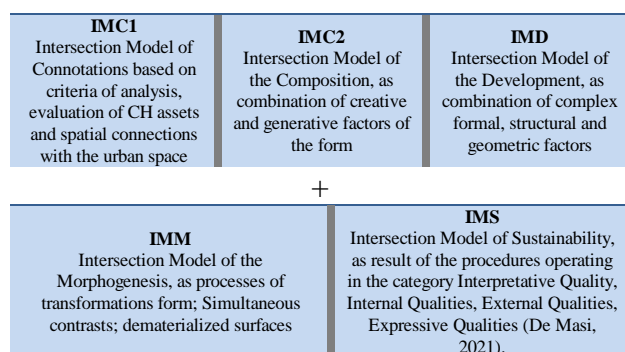 IMC1
Intersection Model of
Connotations based on
criteria of analysis,
evaluation of CH assets
and spatial connections
with the urban space
IMC2
Intersection Model of
the Composition, as
combination of creative
and generative factors of
the form
IMD
Intersection Model of
the Development, as
combination of complex
formal, structural and
geometric factors
+
IMM
Intersection Model of the
Morphogenesis, as processes of
transformations form; Simultaneous
contrasts; dematerialized surfaces
IMS
Intersection Model of Sustainability,
as result of the procedures operating
in the category Interpretative Quality,
Internal Qualities, External Qualities,
Expressive Qualities (De Masi,
2021).